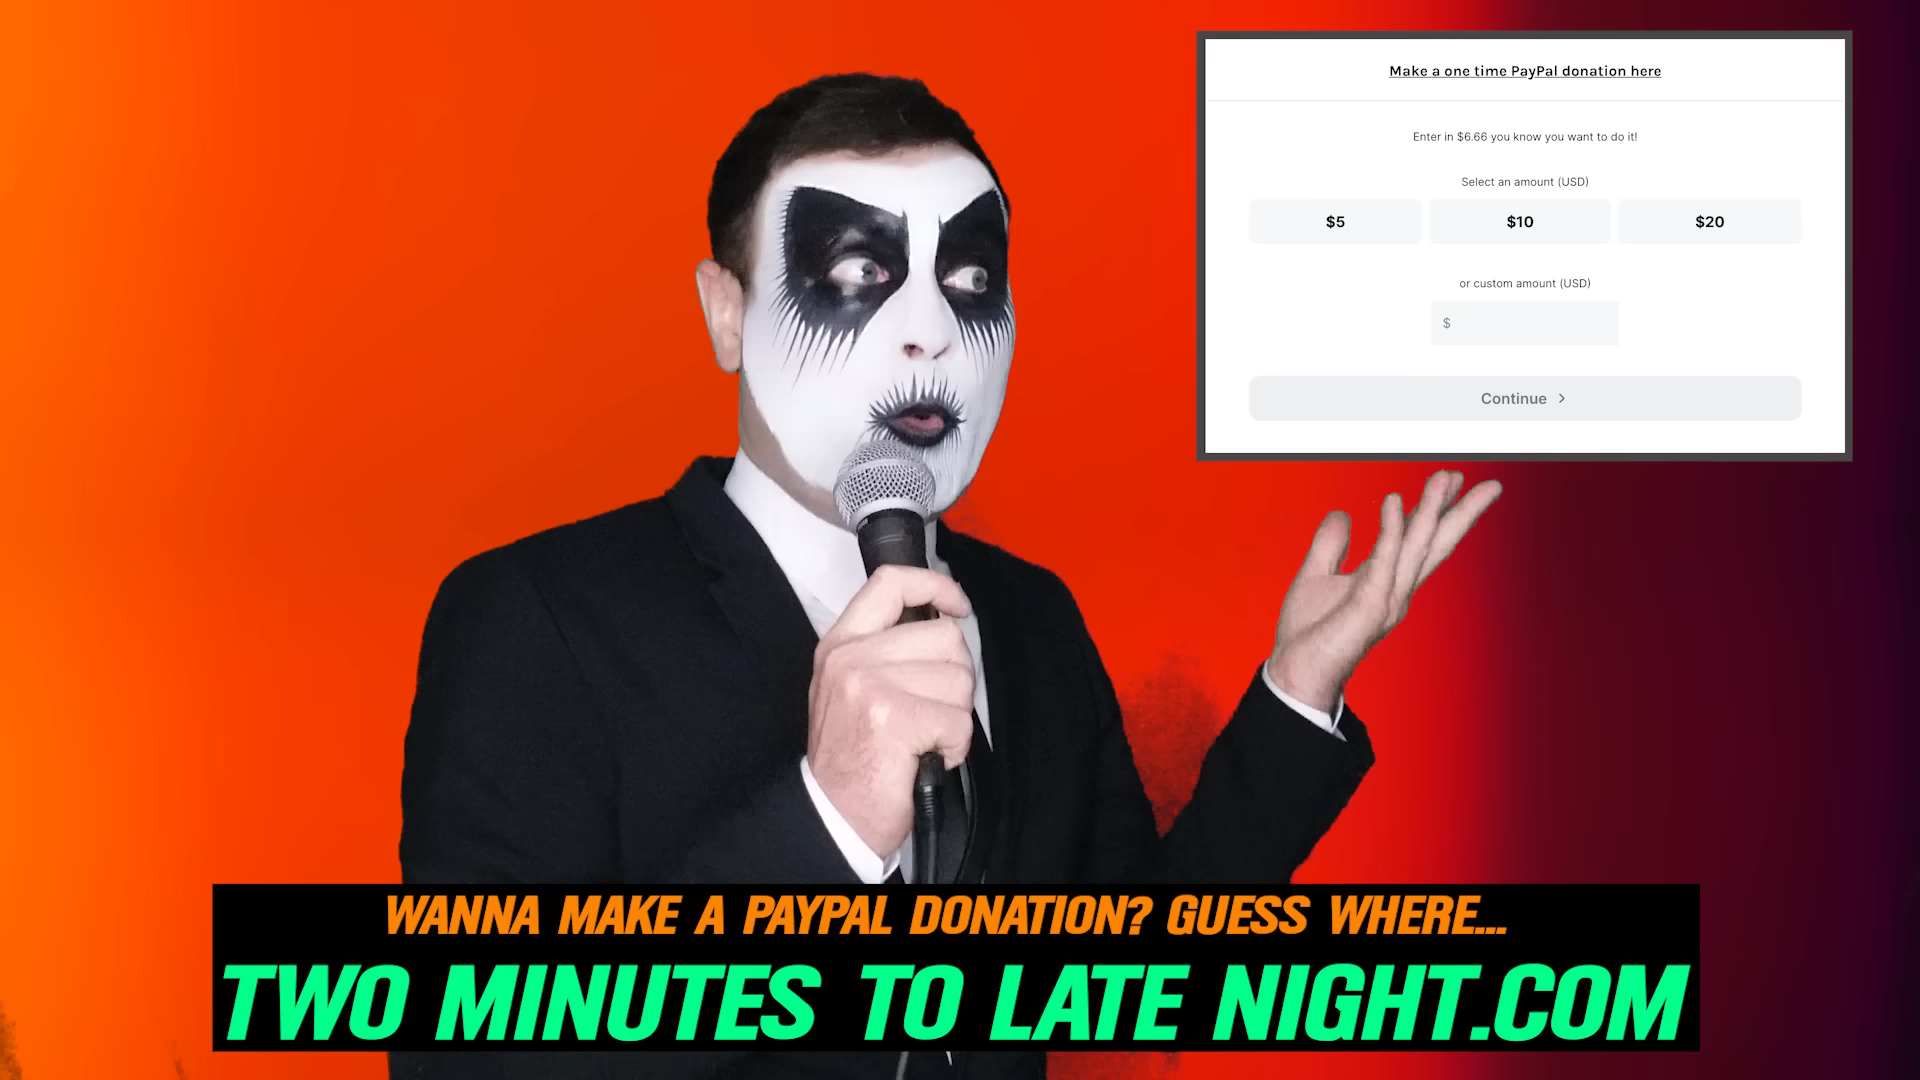 Make a one time PayPal donation here
Enter in $6.66 you know you want to do it!
Select an amount (USD)
$5 $10 $20
or custom amount (USD)
$
Continue >
WANNA MAKE A PAYPAL DONATION? GUESS WHERE...
TWO MINUTES TO LATE NIGHT.COM